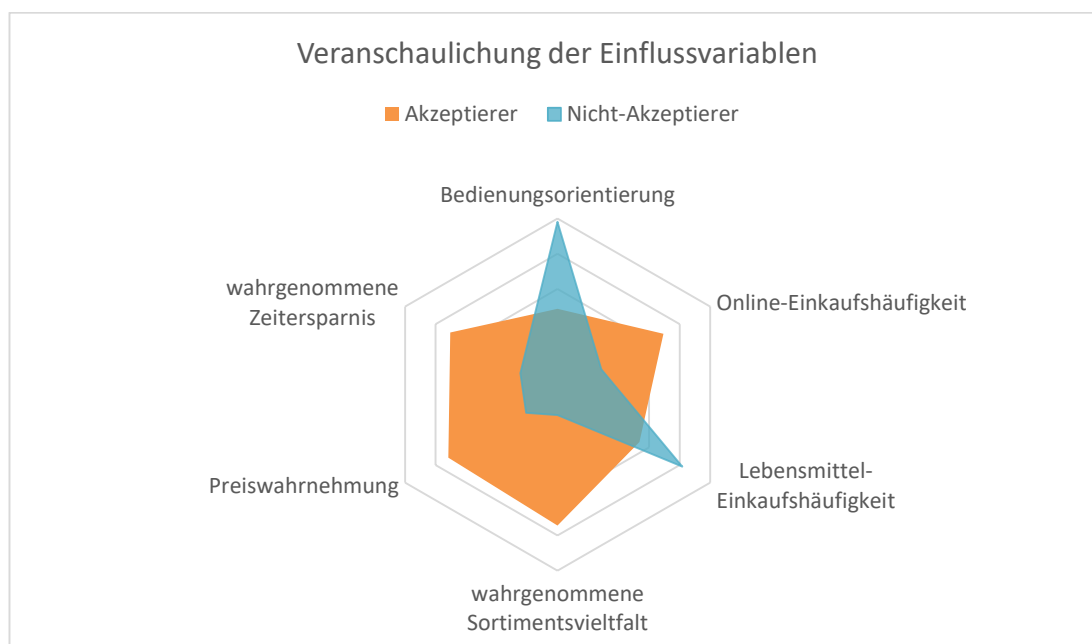 Veranschaulichung der Einflussvariablen
Akzeptierer Nicht-Akzeptierer
Bedienungsorientierung
Online-Einkaufshäufigkeit
Lebensmittel-
Einkaufshäufigkeit
wahrgenommene
Sortimentsvieltfalt
Preiswahrnehmung
wahrgenommene
Zeitersparnis